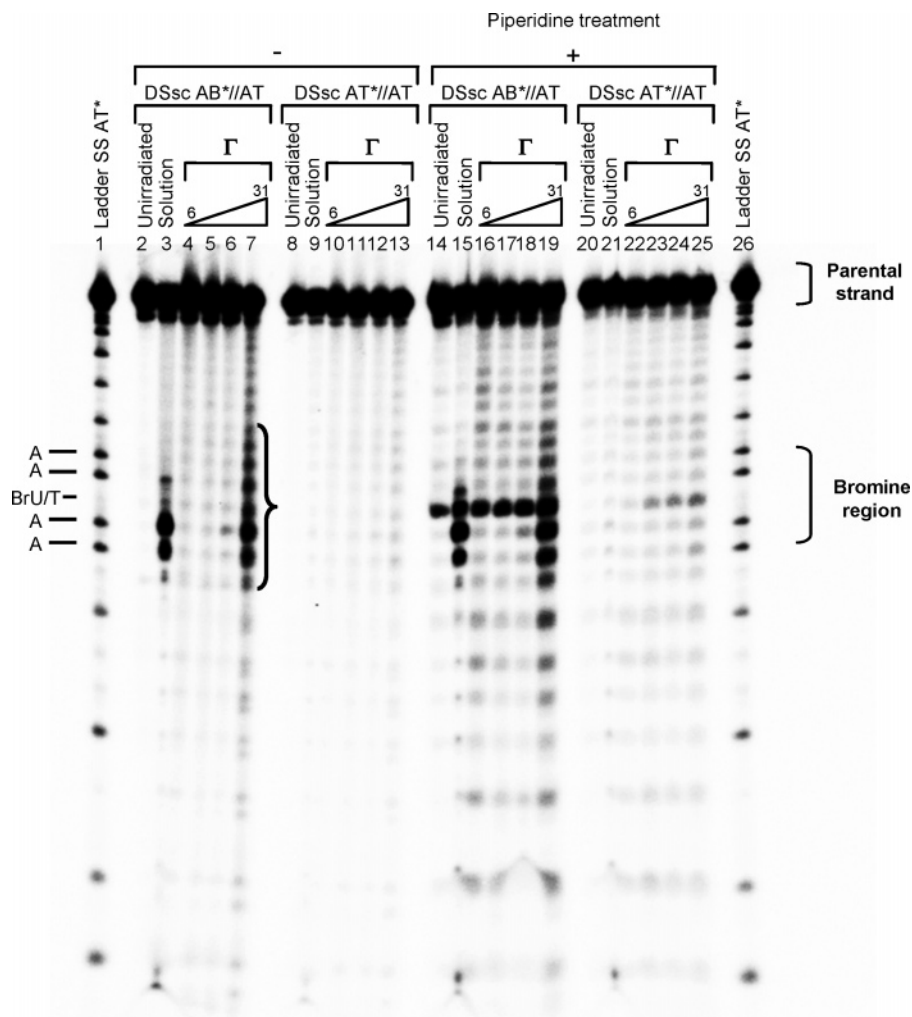 Piperidine treatment
- +
DSsc AB*//AT DSsc AT*//AT DSsc AB*//AT DSsc AT*//AT
Ladder SS AT* Unirradiated Solution Γ Unirradiated Solution Γ Unirradiated Solution Γ Unirradiated Solution Γ Ladder SS AT*
6 31 6 31 6 31 6 31
1 2 3 4 5 6 7 8 9 10 11 12 13 14 15 16 17 18 19 20 21 22 23 24 25 26
Parental
strand
A
A
BrU/T
A
A
Bromine
region